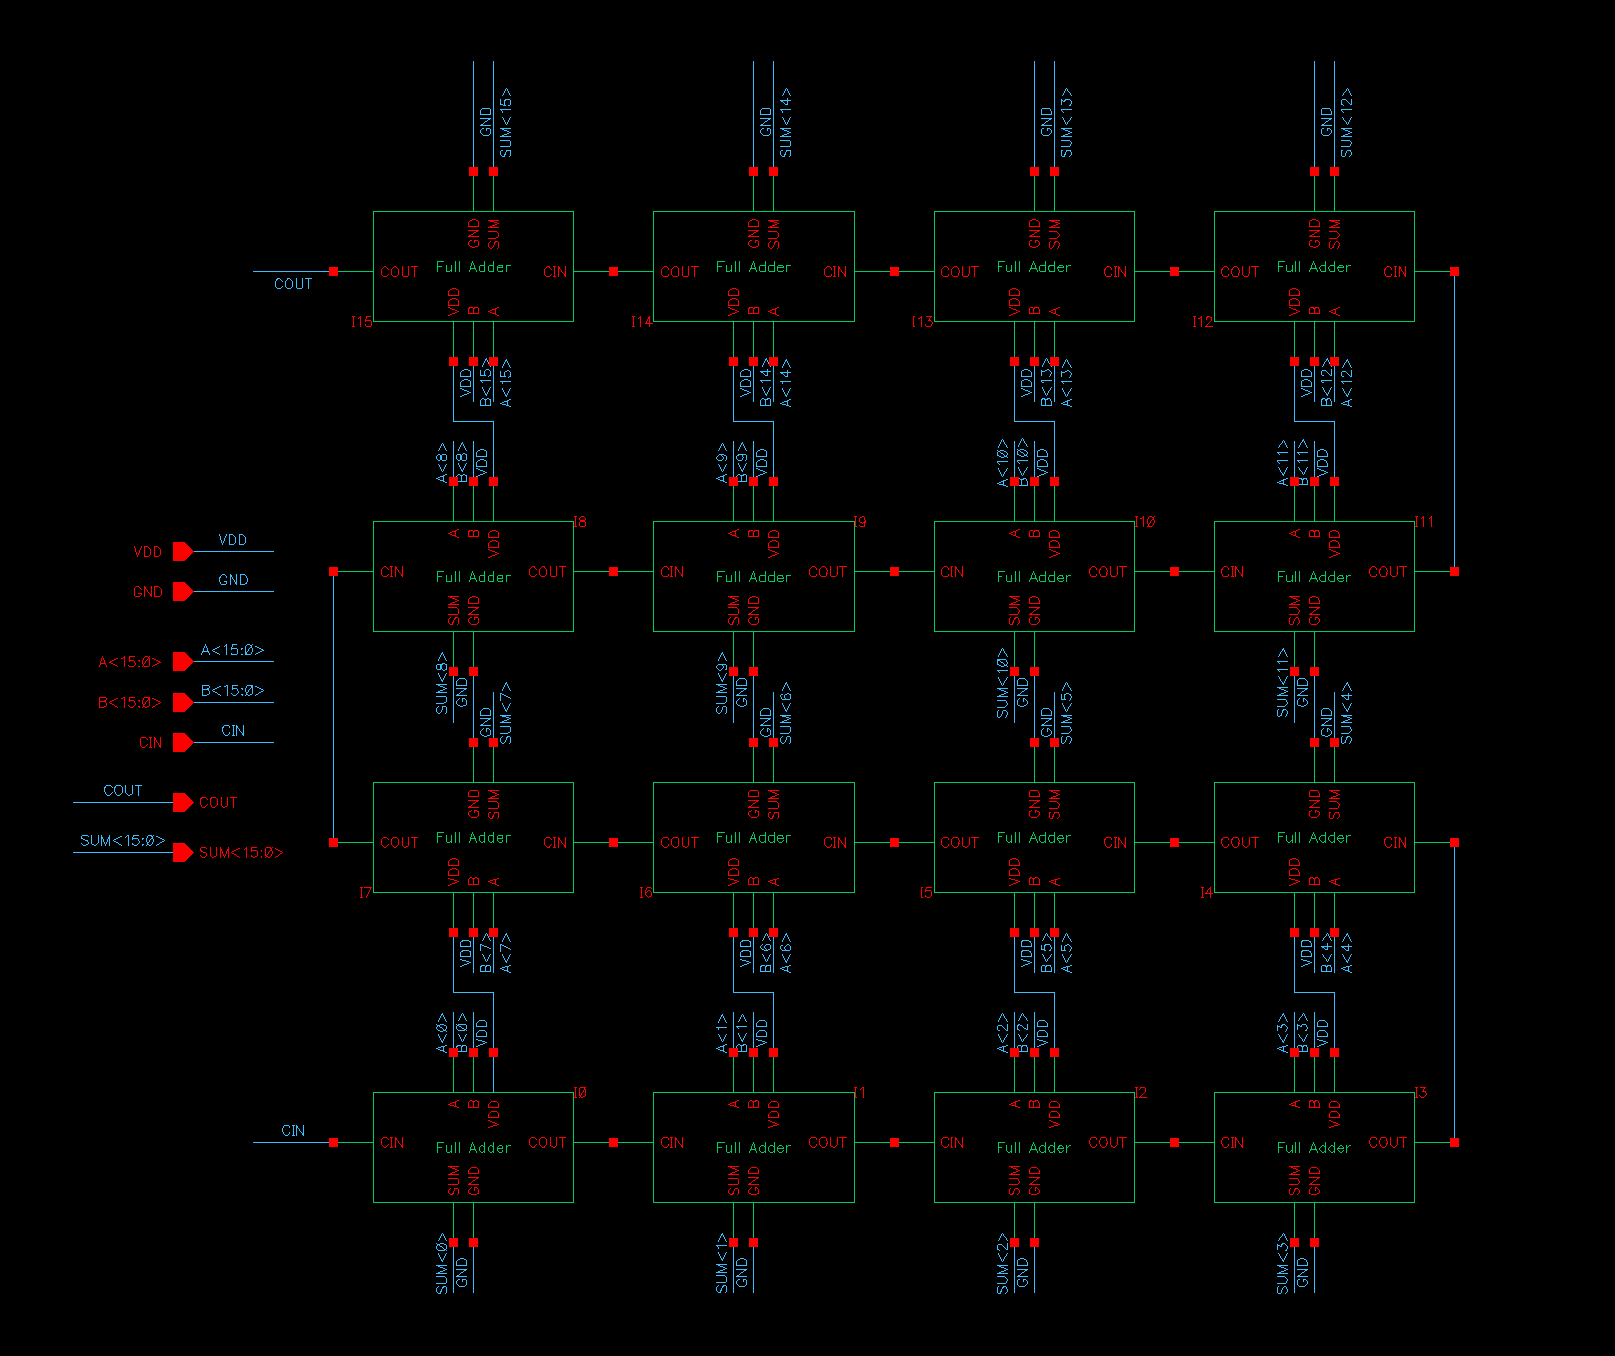 GND SUM<15> GND SUM<14> GND SUM<13> GND SUM<12>
GND SUM GND SUM GND SUM GND SUM
COUT COUT Full Adder CIN COUT Full Adder CIN COUT Full Adder CIN COUT Full Adder CIN
VDD B A VDD B A VDD B A VDD B A
I15 I14 I13 I12
VDD B<15> A<15> VDD B<14> A<14> VDD B<13> A<13> VDD B<12> A<12>
A<8> B<8> VDD A<9> B<9> VDD A<10> B<10> VDD A<11> B<11> VDD
I8 I9 I10 I11
A B VDD A B VDD A B VDD A B VDD
CIN Full Adder COUT CIN Full Adder COUT CIN Full Adder COUT CIN Full Adder COUT
SUM GND SUM GND SUM GND SUM GND
VDD VDD
GND GND
A<15:0> A<15:0>
B<15:0> B<15:0>
CIN CIN
COUT COUT
SUM<15:0> SUM<15:0>
SUM<8> GND SUM<9> GND SUM<10> GND SUM<11> GND
GND SUM<7> GND SUM<6> GND SUM<5> GND SUM<4>
GND SUM GND SUM GND SUM GND SUM
COUT Full Adder CIN COUT Full Adder CIN COUT Full Adder CIN COUT Full Adder CIN
VDD B A VDD B A VDD B A VDD B A
I7 I6 I5 I4
VDD B<7> A<7> VDD B<6> A<6> VDD B<5> A<5> VDD B<4> A<4>
A<0> B<0> VDD A<1> B<1> VDD A<2> B<2> VDD A<3> B<3> VDD
I0 I1 I2 I3
A B VDD A B VDD A B VDD A B VDD
CIN CIN Full Adder COUT CIN Full Adder COUT CIN Full Adder COUT CIN Full Adder COUT
SUM GND SUM GND SUM GND SUM GND
SUM<0> GND SUM<1> GND SUM<2> GND SUM<3> GND